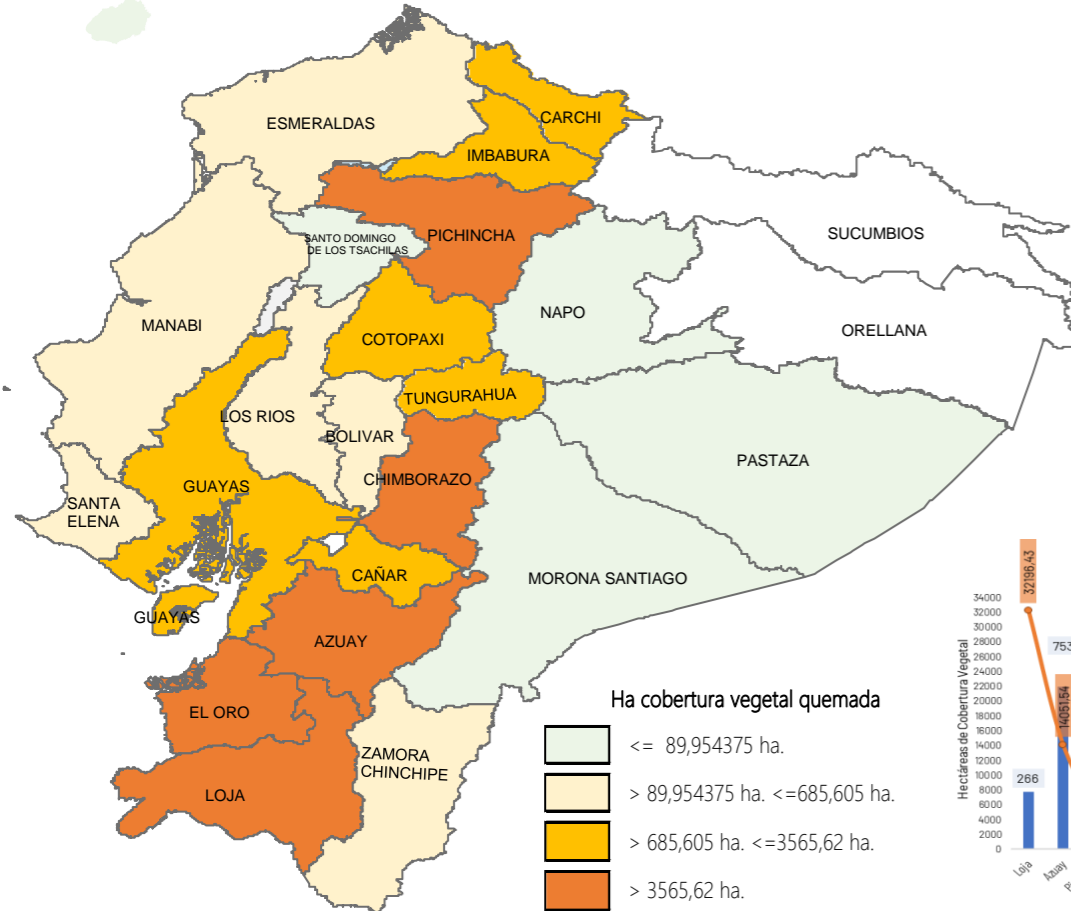 ESMERALDAS
CARCHI
IMBABURA
SANTO DOMINGO
DE LOS TSACHILAS
PICHINCHA
SUCUMBIOS
NAPO
MANABI
COTOPAXI
ORELLANA
TUNGURAHUA
LOS RIOS
BOLIVAR
PASTAZA
CHIMBORAZO
GUAYAS
SANTA
ELENA
CAÑAR
MORONA SANTIAGO
GUAYAS
AZUAY
EL ORO
ZAMORA
CHINCHIPE
LOJA
Ha cobertura vegetal quemada
<= 89,954375 ha.
> 89,954375 ha. <=685,605 ha.
> 685,605 ha. <=3565,62 ha.
> 3565,62 ha.
Hectáreas de Cobertura Vegetal
34000
32000
30000
28000
26000
24000
22000
20000
18000
16000
14000
12000
10000
8000
6000
4000
2000
0
32196,43
753
14051,54
266
Loja
Azuay